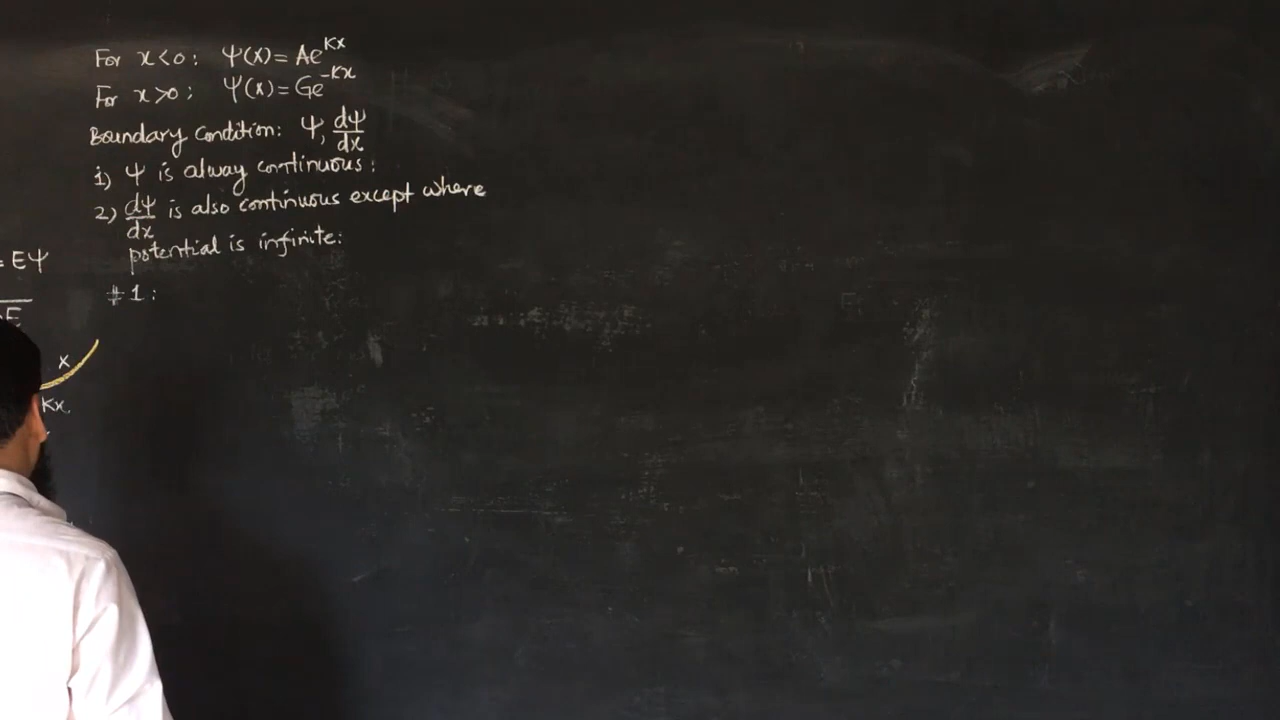 For x<0: Ψ(x) = Ae^{Kx}
For x>0; Ψ(x) = Ge^{-Kx}
Boundary Condition: Ψ, dΨ/dx
1) Ψ is alway continuous:
2) dΨ/dx is also continuous except where
potential is infinite:
= EΨ
#1:
E
x
Kx